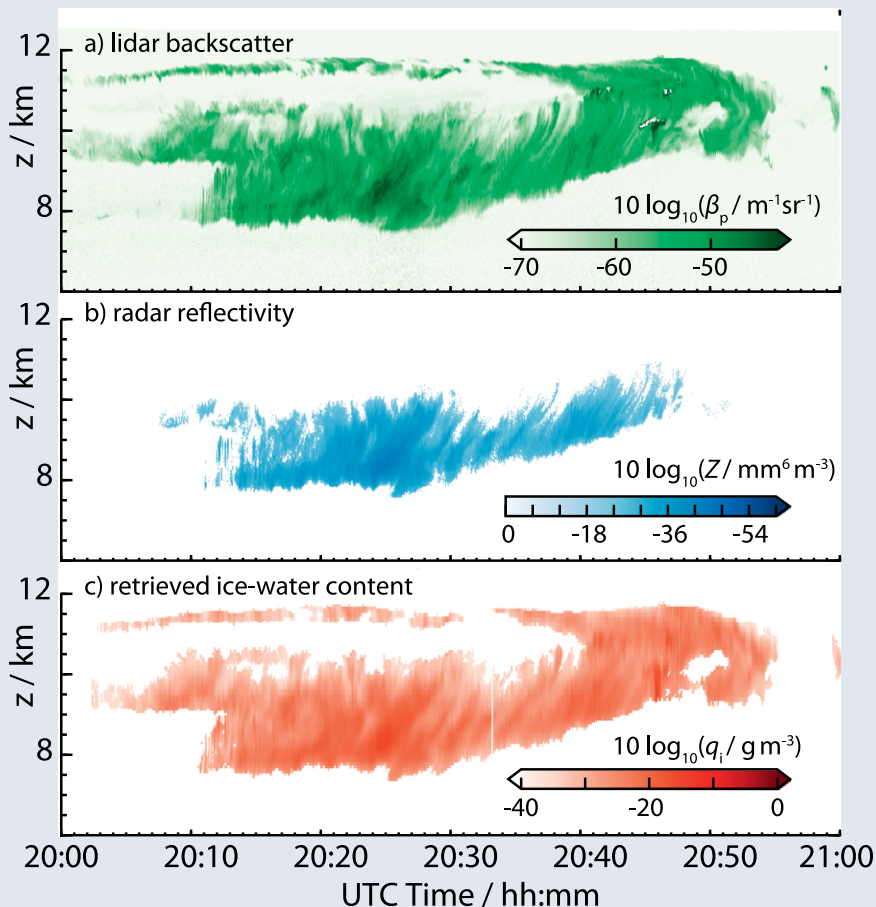 a) lidar backscatter
12
8
z / km
10 log₁₀(βₚ / m⁻¹sr⁻¹)
-70 -60 -50
b) radar reflectivity
12
8
z / km
10 log₁₀(Z / mm⁶ m⁻³)
0 -18 -36 -54
c) retrieved ice-water content
12
8
z / km
10 log₁₀(qᵢ / g m⁻³)
-40 -20 0
20:00 20:10 20:20 20:30 20:40 20:50 21:00
UTC Time / hh:mm